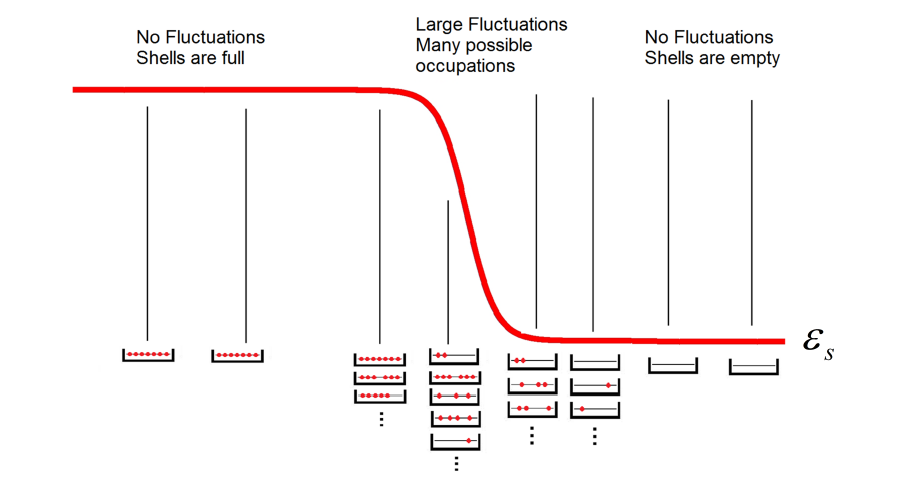 No Fluctuations
Shells are full
Large Fluctuations
Many possible
occupations
No Fluctuations
Shells are empty
εs